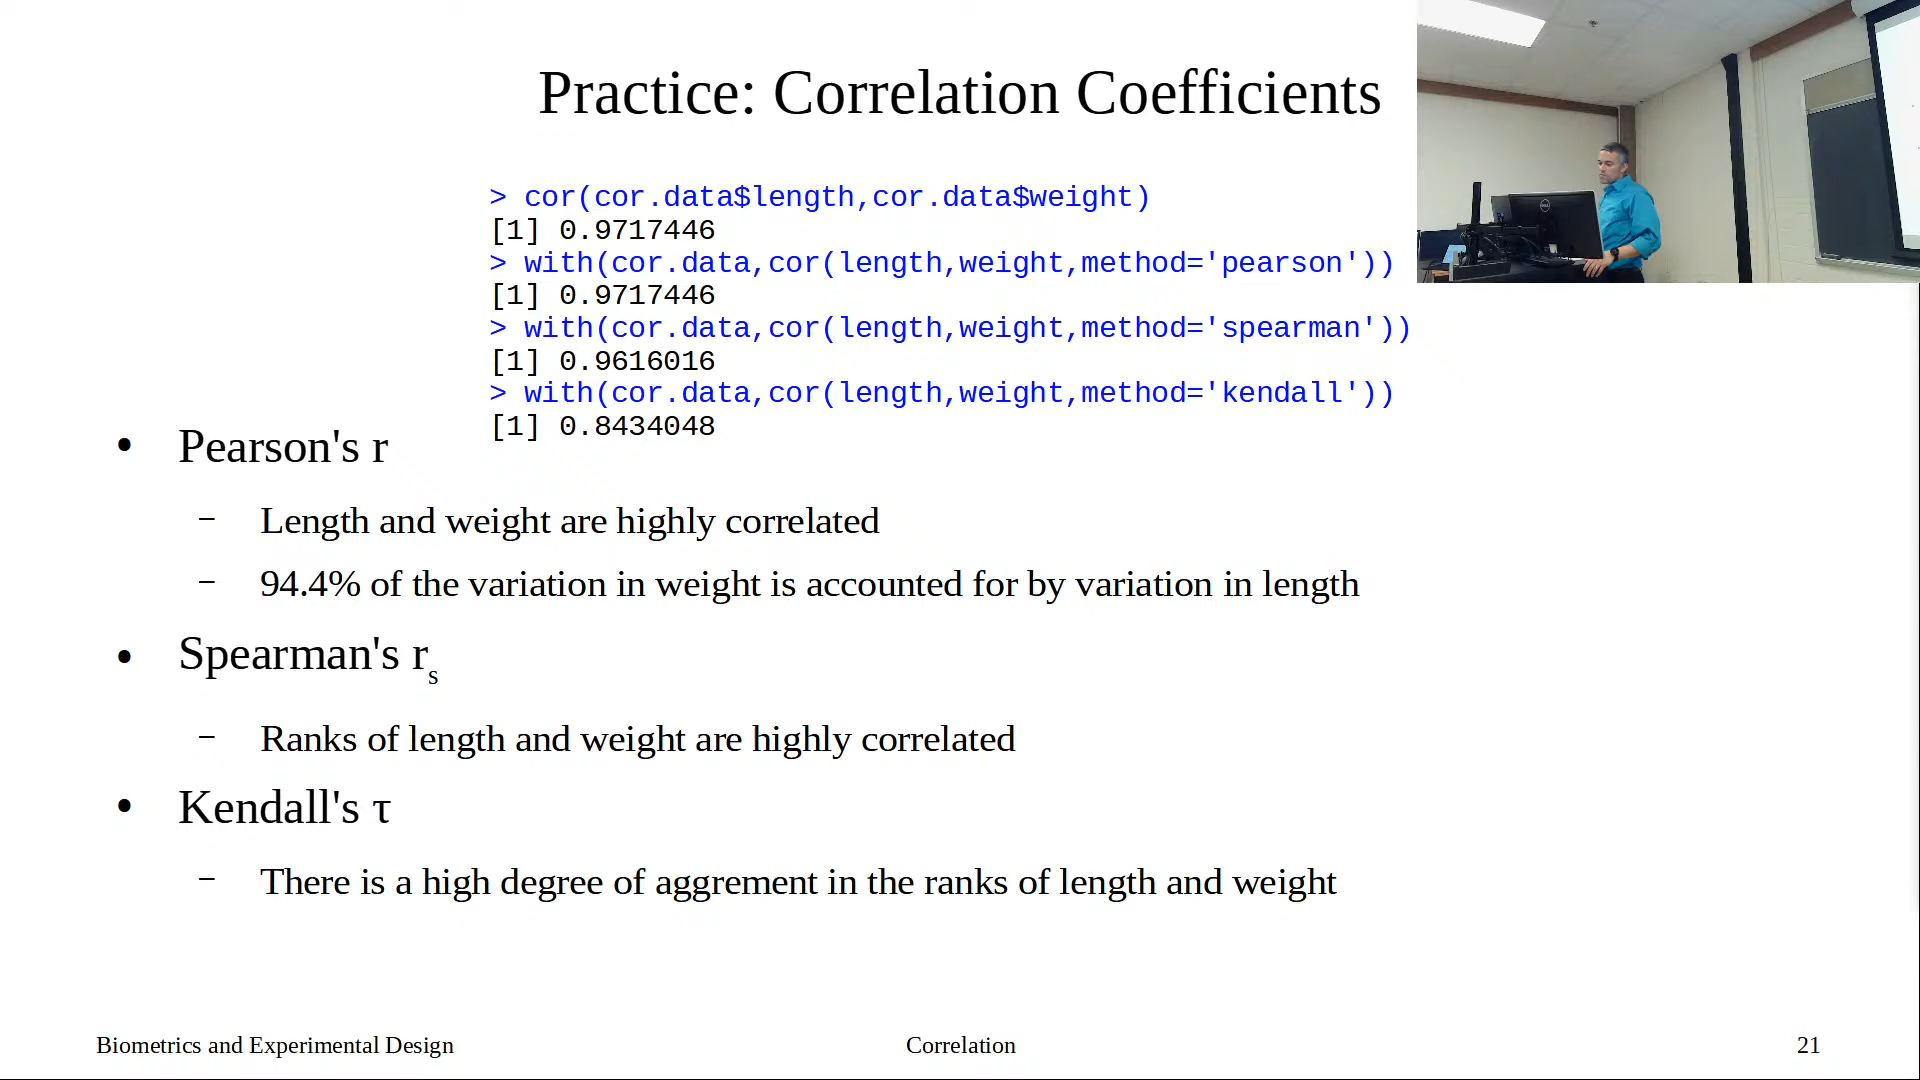 Practice: Correlation Coefficients
> cor(cor.data$length,cor.data$weight)
[1] 0.9717446
> with(cor.data,cor(length,weight,method='pearson'))
[1] 0.9717446
> with(cor.data,cor(length,weight,method='spearman'))
[1] 0.9616016
> with(cor.data,cor(length,weight,method='kendall'))
[1] 0.8434048
• Pearson's r
– Length and weight are highly correlated
– 94.4% of the variation in weight is accounted for by variation in length
• Spearman's rs
– Ranks of length and weight are highly correlated
• Kendall's τ
– There is a high degree of aggrement in the ranks of length and weight
Biometrics and Experimental Design
Correlation
21